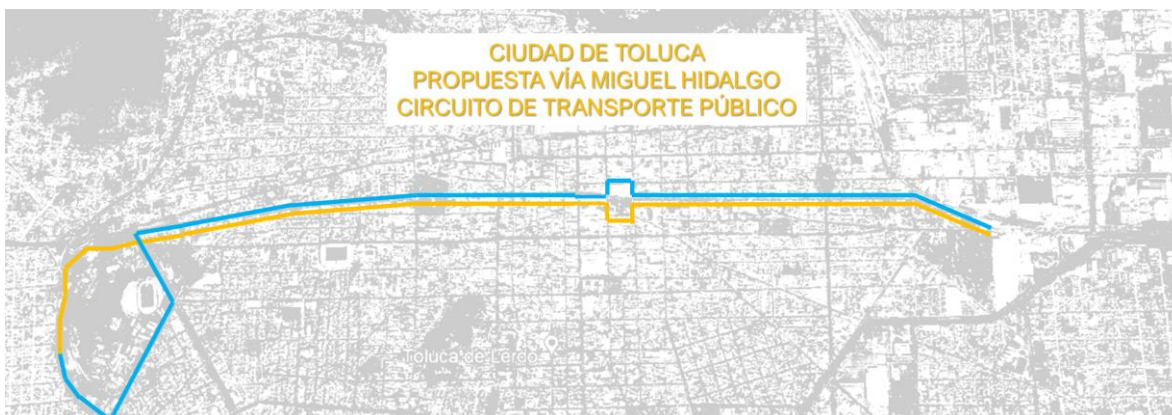 CIUDAD DE TOLUCA
PROPUESTA VÍA MIGUEL HIDALGO
CIRCUITO DE TRANSPORTE PÚBLICO
Toluca de Lerdo